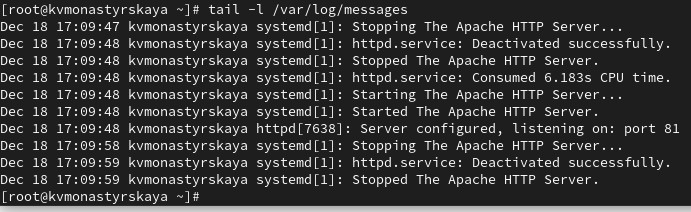 [root@kvmonastyrskaya ~]# tail -l /var/log/messages
Dec 18 17:09:47 kvmonastyrskaya systemd[1]: Stopping The Apache HTTP Server...
Dec 18 17:09:48 kvmonastyrskaya systemd[1]: httpd.service: Deactivated successfully.
Dec 18 17:09:48 kvmonastyrskaya systemd[1]: Stopped The Apache HTTP Server.
Dec 18 17:09:48 kvmonastyrskaya systemd[1]: httpd.service: Consumed 6.183s CPU time.
Dec 18 17:09:48 kvmonastyrskaya systemd[1]: Starting The Apache HTTP Server...
Dec 18 17:09:48 kvmonastyrskaya systemd[1]: Started The Apache HTTP Server.
Dec 18 17:09:48 kvmonastyrskaya httpd[7638]: Server configured, listening on: port 81
Dec 18 17:09:58 kvmonastyrskaya systemd[1]: Stopping The Apache HTTP Server...
Dec 18 17:09:59 kvmonastyrskaya systemd[1]: httpd.service: Deactivated successfully.
Dec 18 17:09:59 kvmonastyrskaya systemd[1]: Stopped The Apache HTTP Server.
[root@kvmonastyrskaya ~]#